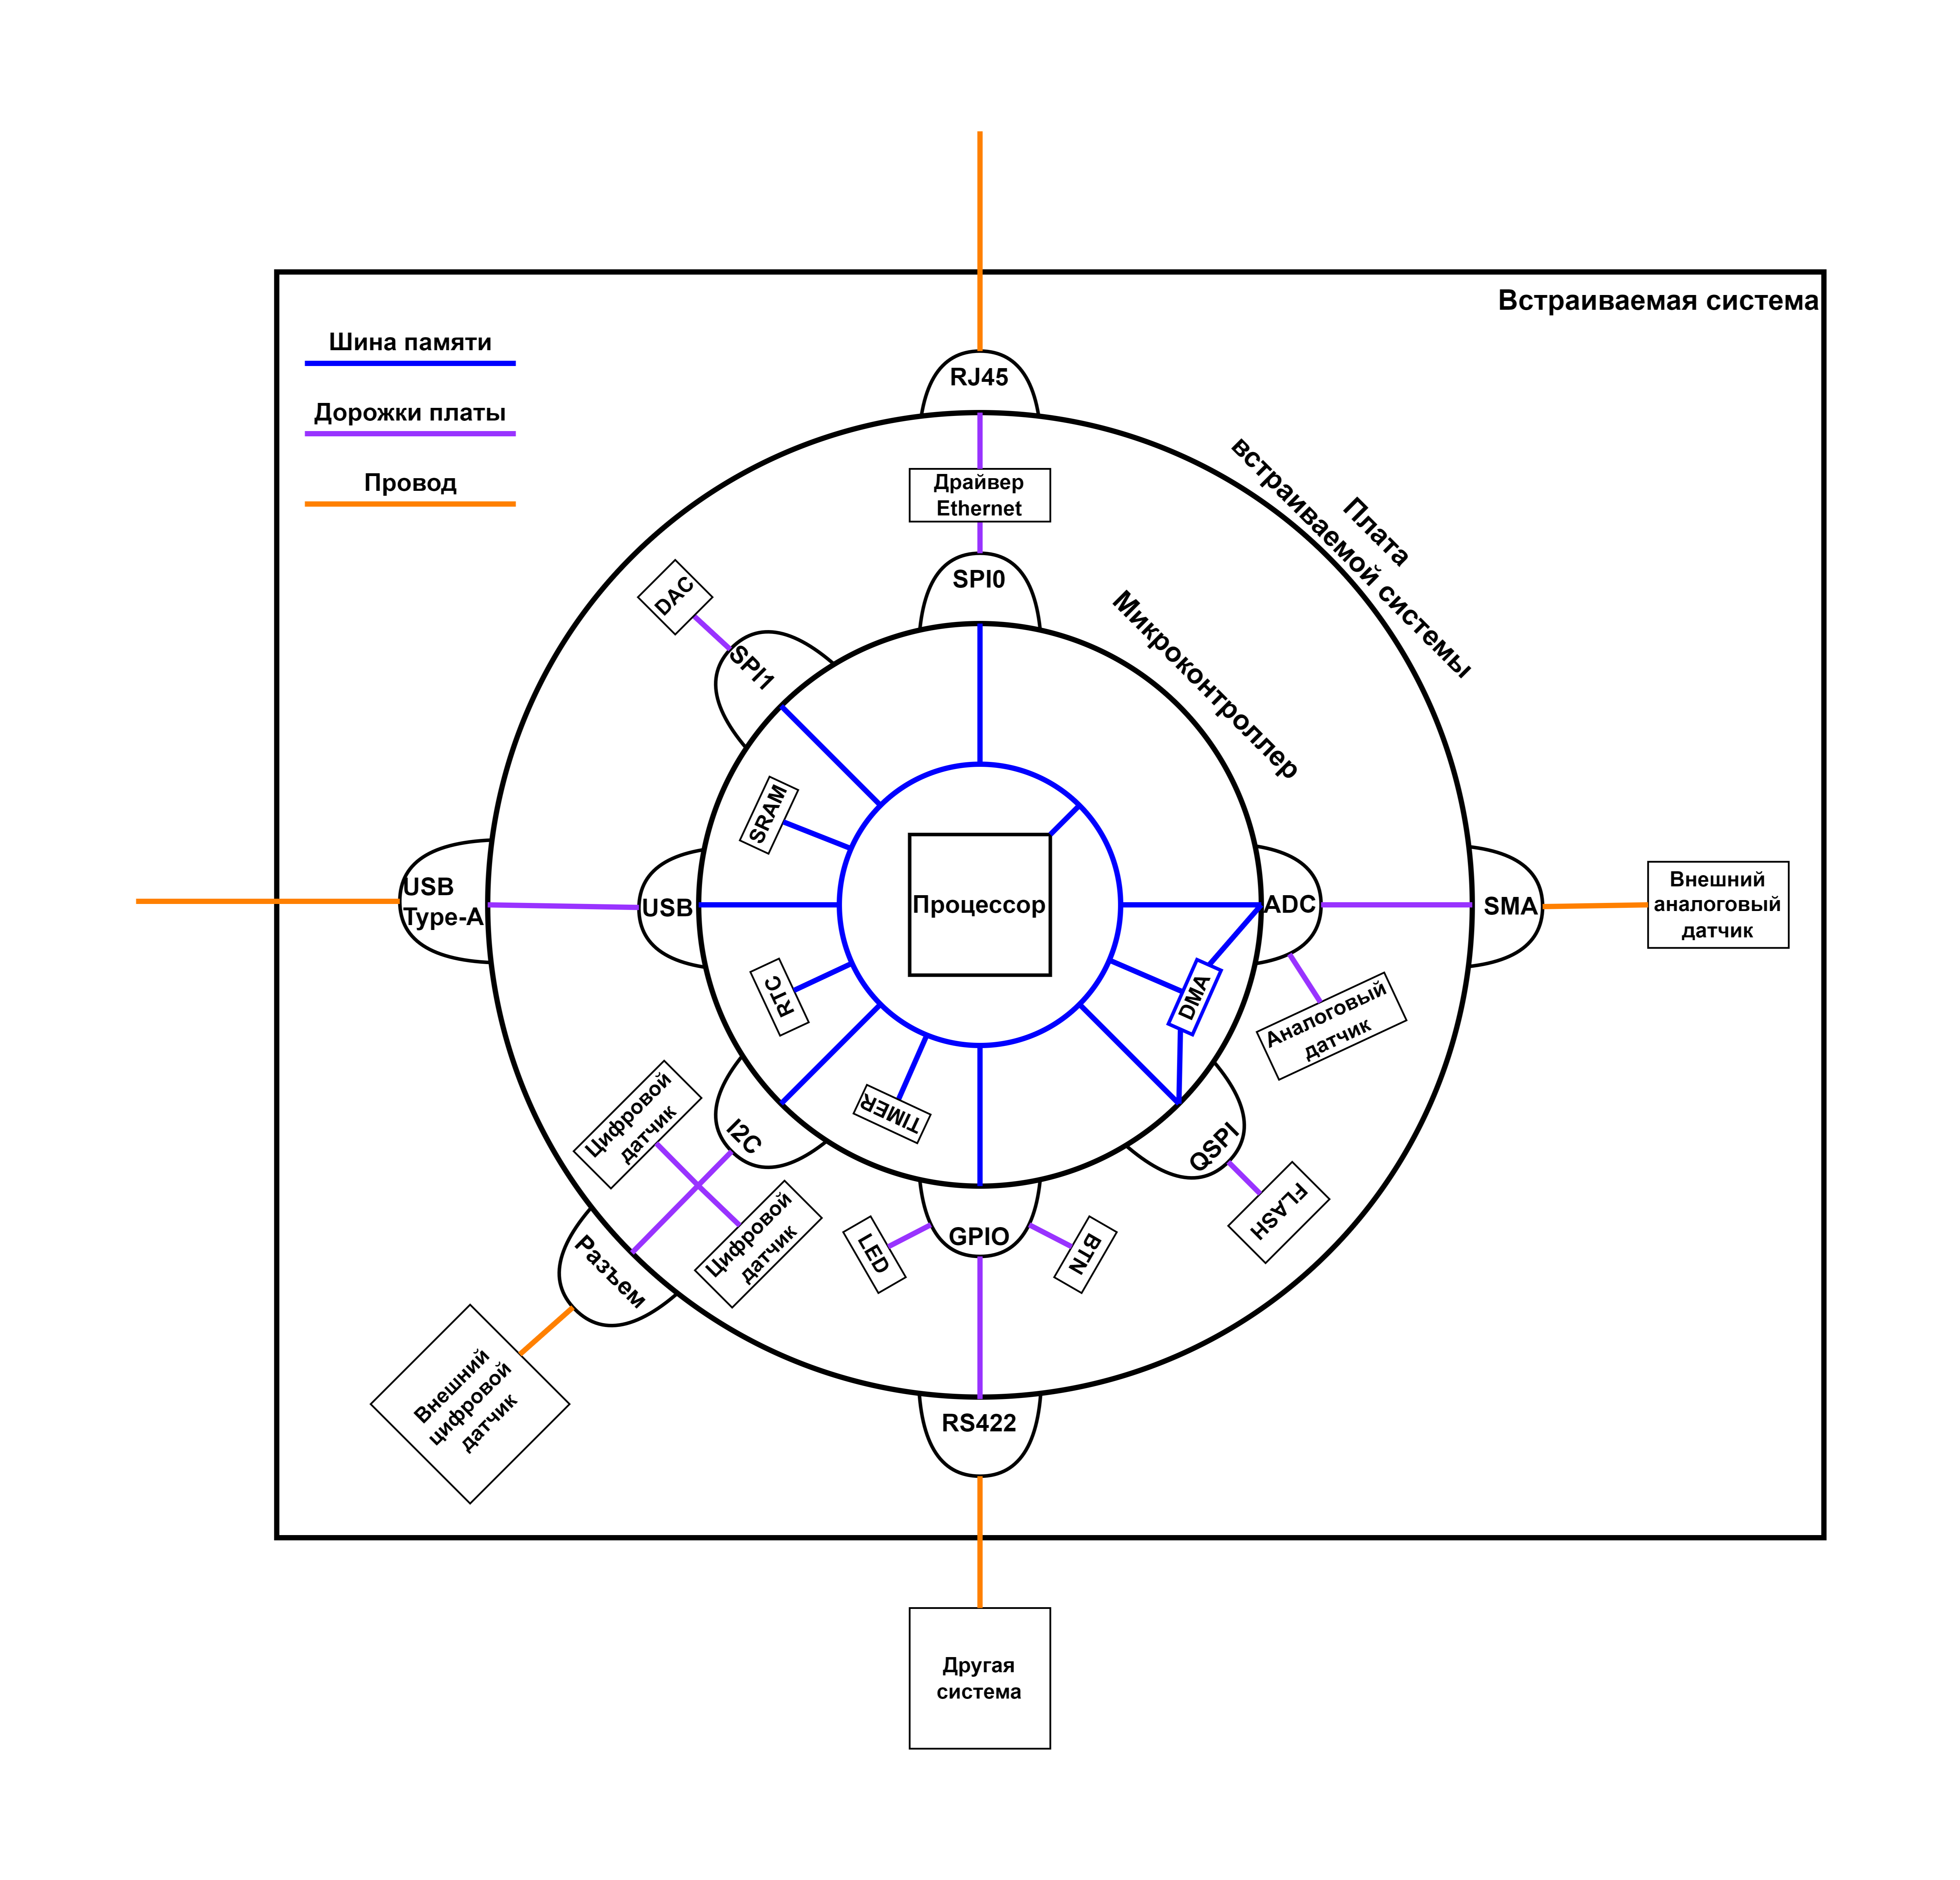 Встраиваемая система
Шина памяти
Дорожки платы
Провод
RJ45
Драйвер
Ethernet
Плата
встраиваемой системы
SPI0
Микроконтроллер
DAC
SPI1
SRAM
USB
Type-A
USB
Процессор
ADC
SMA
Внешний
аналоговый
датчик
RTC
DMA
Аналоговый
датчик
TIMER
Цифровой
датчик
I2C
QSPI
FLASH
Цифровой
датчик
LED
GPIO
BTN
Разъем
Внешний
цифровой
датчик
RS422
Другая
система